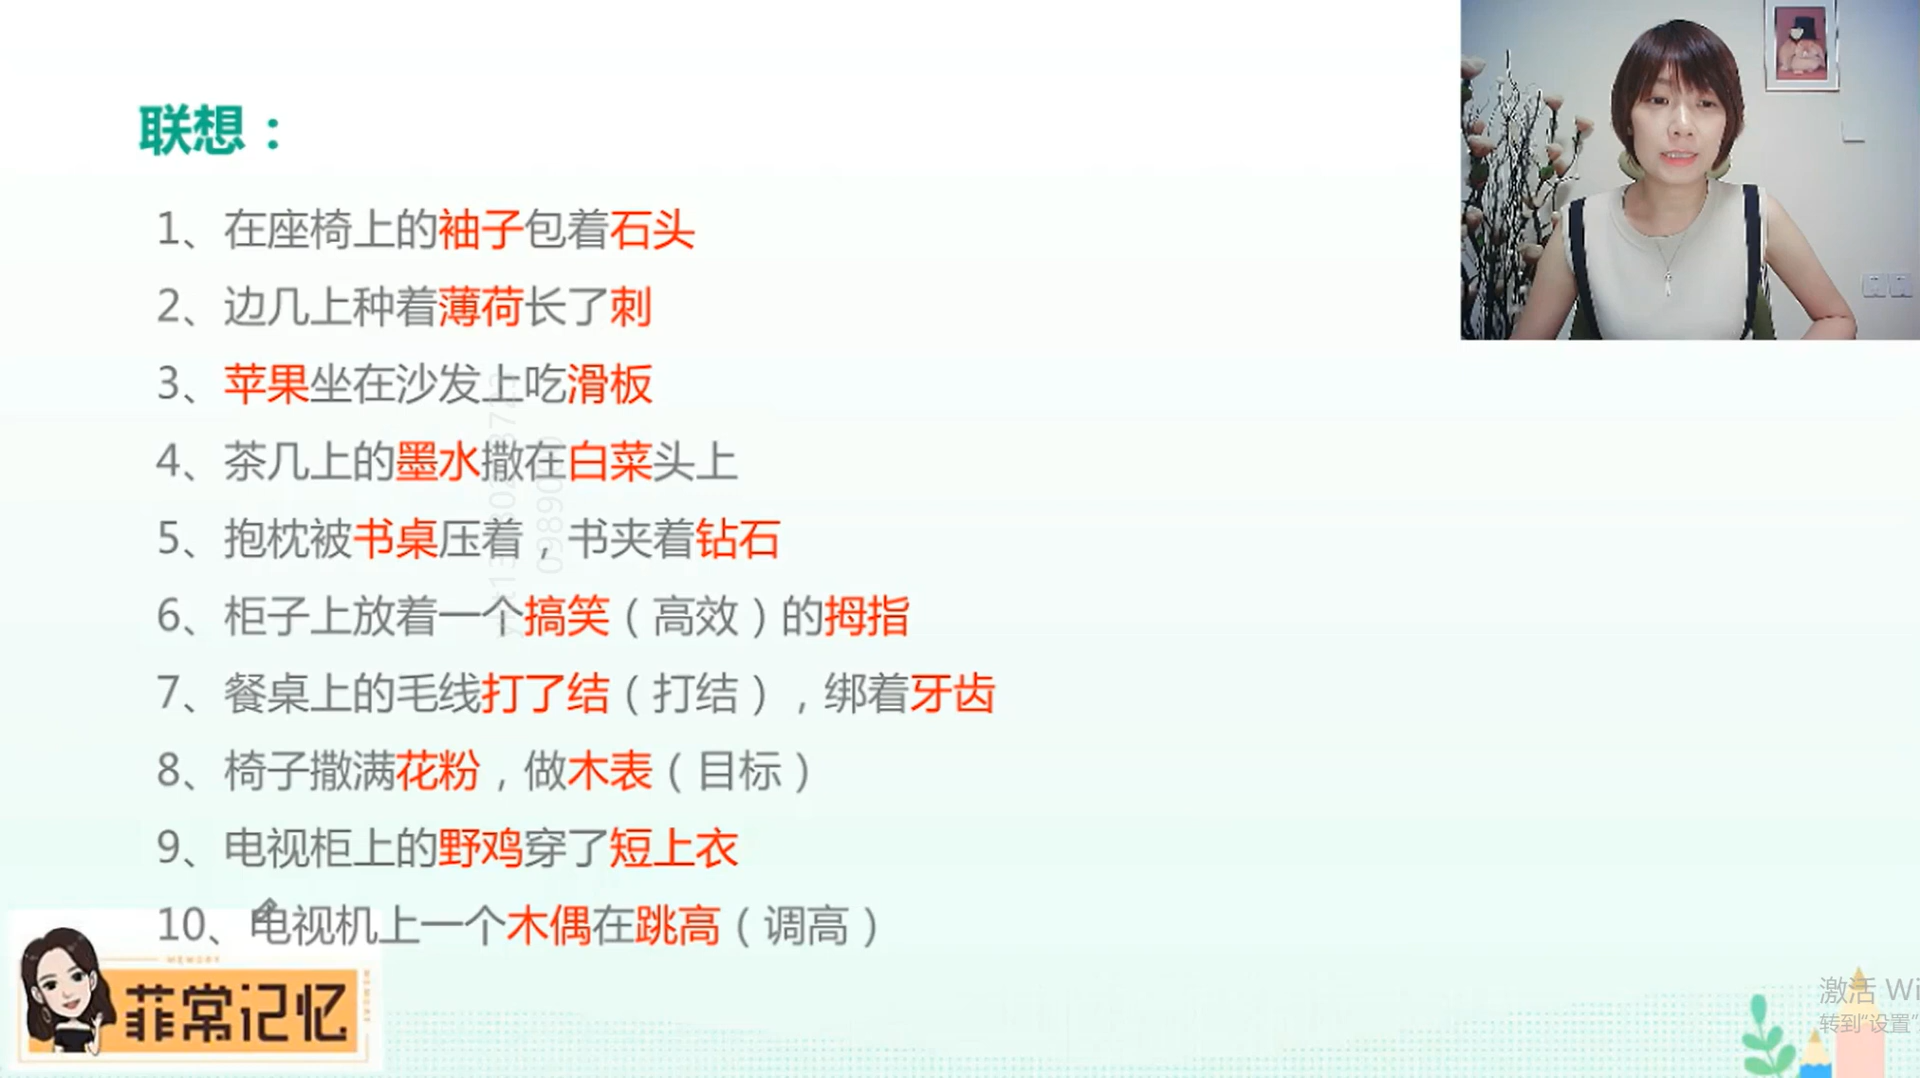 联想：
1、在座椅上的袖子包着石头
2、边几上种着薄荷长了刺
3、苹果坐在沙发上吃滑板
4、茶几上的墨水撒在白菜头上
5、抱枕被书桌压着，书夹着钻石
6、柜子上放着一个搞笑（高效）的拇指
7、餐桌上的毛线打了结（打结），绑着牙齿
8、椅子撒满花粉，做木表（目标）
9、电视柜上的野鸡穿了短上衣
10、电视机上一个木偶在跳高（调高）
MEMORY
菲常记忆
激活 Wi
转到"设置"